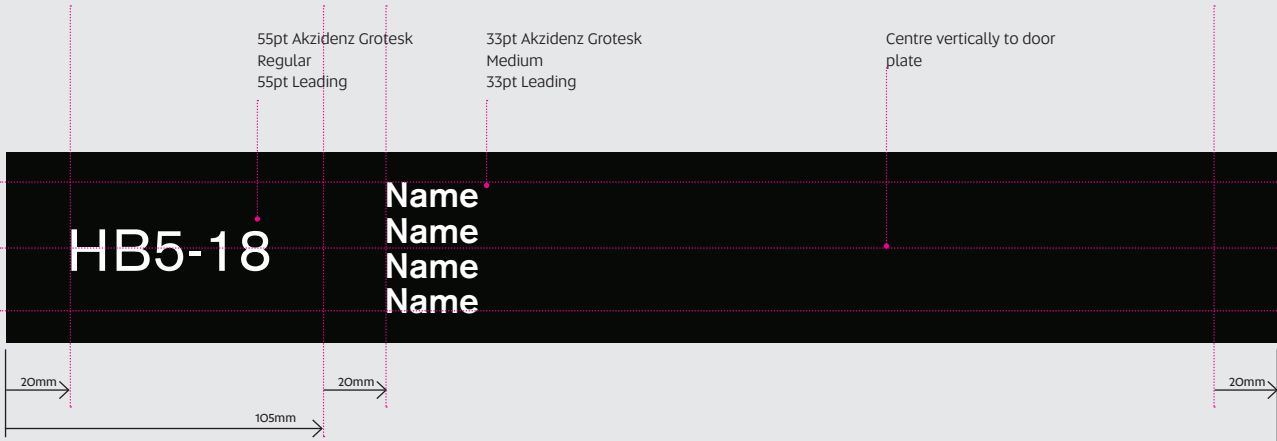 55pt Akzidenz Grotesk
Regular
55pt Leading
33pt Akzidenz Grotesk
Medium
33pt Leading
Centre vertically to door
plate
HB5-18
Name
Name
Name
Name
20mm
20mm
20mm
105mm